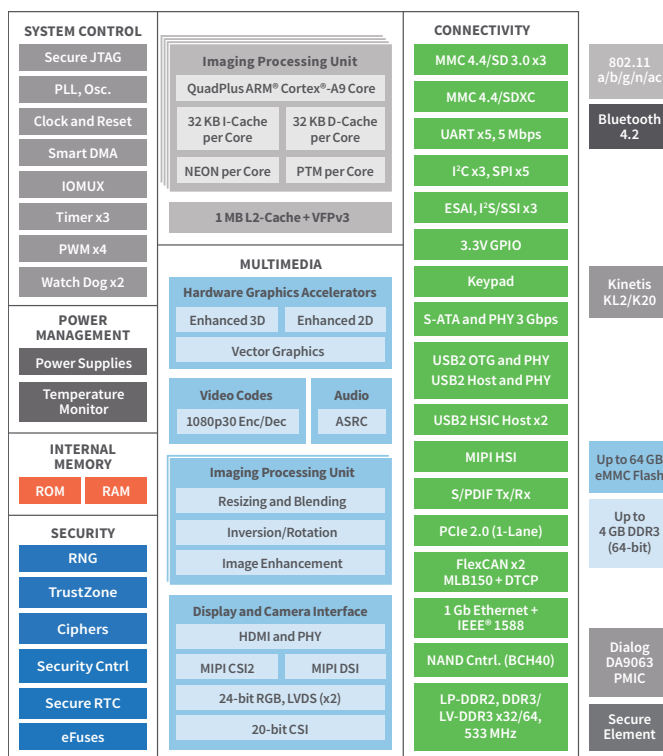 SYSTEM CONTROL
Secure JTAG
PLL, Osc.
Clock and Reset
Smart DMA
IOMUX
Timer x3
PWM x4
Watch Dog x2
POWER
MANAGEMENT
Power Supplies
Temperature
Monitor
INTERNAL
MEMORY
ROM
RAM
SECURITY
RNG
TrustZone
Ciphers
Security Cntrl
Secure RTC
eFuses
Imaging Processing Unit
QuadPlus ARM® Cortex®-A9 Core
32 KB I-Cache
per Core
32 KB D-Cache
per Core
NEON per Core
PTM per Core
1 MB L2-Cache + VFPv3
MULTIMEDIA
Hardware Graphics Accelerators
Enhanced 3D
Enhanced 2D
Vector Graphics
Video Codes
1080p30 Enc/Dec
Audio
ASRC
Imaging Processing Unit
Resizing and Blending
Inversion/Rotation
Image Enhancement
Display and Camera Interface
HDMI and PHY
MIPI CSI2
MIPI DSI
24-bit RGB, LVDS (x2)
20-bit CSI
CONNECTIVITY
MMC 4.4/SD 3.0 x3
MMC 4.4/SDXC
UART x5, 5 Mbps
I²C x3, SPI x5
ESAI, I²S/SSI x3
3.3V GPIO
Keypad
S-ATA and PHY 3 Gbps
USB2 OTG and PHY
USB2 Host and PHY
USB2 HSIC Host x2
MIPI HSI
S/PDIF Tx/Rx
PCIe 2.0 (1-Lane)
FlexCAN x2
MLB150 + DTCP
1 Gb Ethernet +
IEEE® 1588
NAND Cntrl. (BCH40)
LP-DDR2, DDR3/
LV-DDR3 x32/64,
533 MHz
802.11
a/b/g/n/ac
Bluetooth
4.2
Kinetis
KL2/K20
Up to 64 GB
eMMC Flash
Up to
4 GB DDR3
(64-bit)
Dialog
DA9063
PMIC
Secure
Element